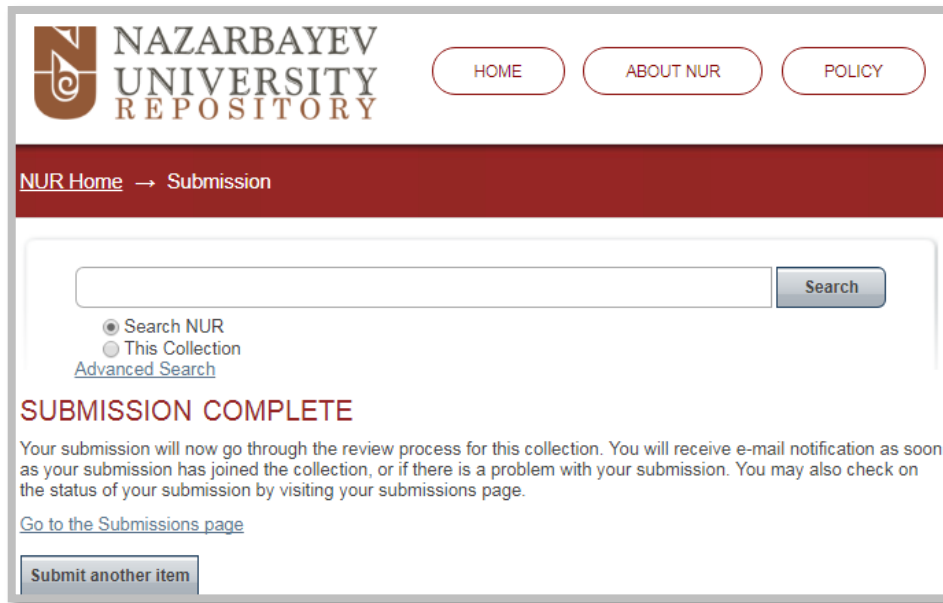 NAZARBAYEV
UNIVERSITY
REPOSITORY
HOME
ABOUT NUR
POLICY
NUR Home → Submission
Search
Search NUR
This Collection
Advanced Search
SUBMISSION COMPLETE
Your submission will now go through the review process for this collection. You will receive e-mail notification as soon
as your submission has joined the collection, or if there is a problem with your submission. You may also check on
the status of your submission by visiting your submissions page.
Go to the Submissions page
Submit another item